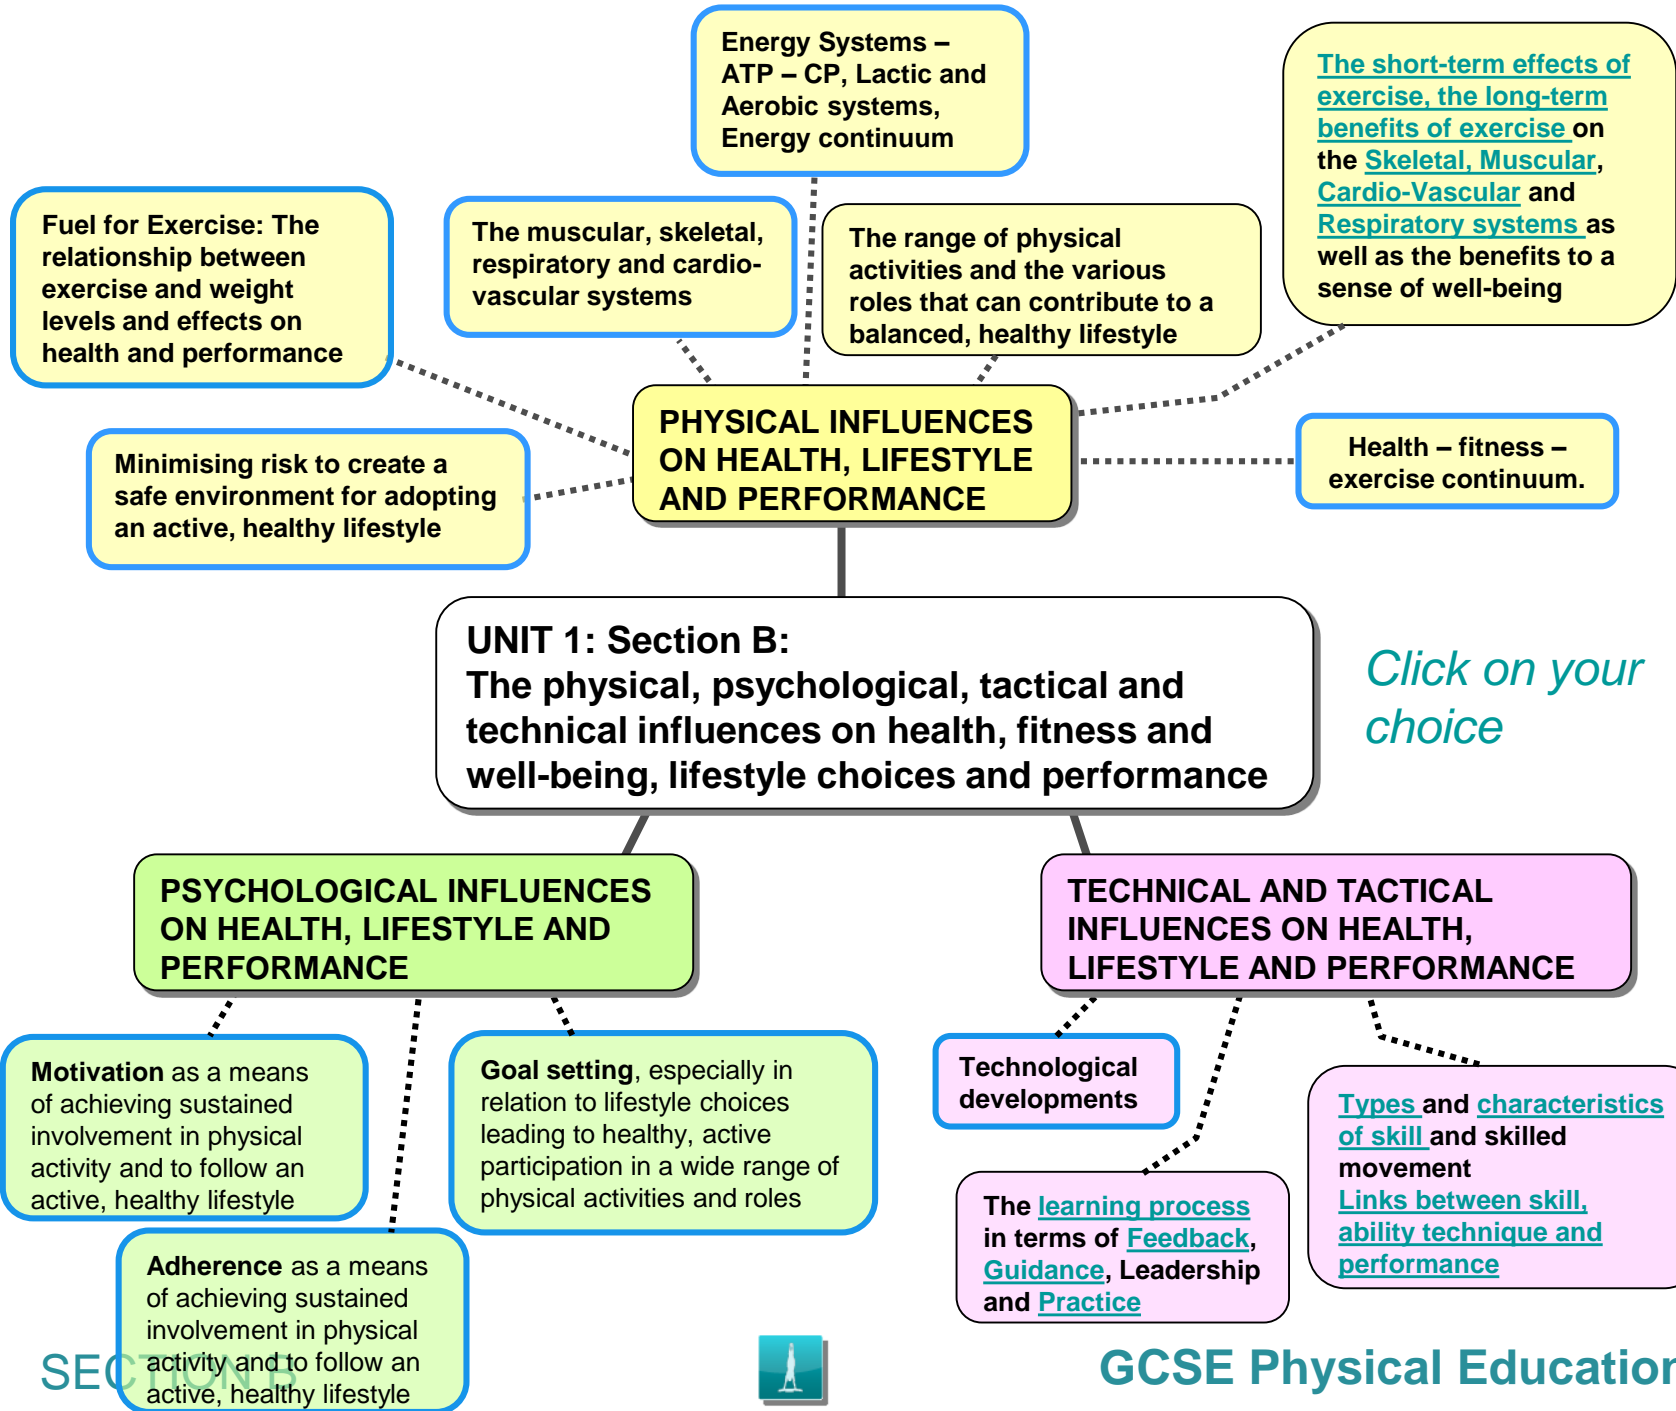 Energy Systems –
ATP – CP, Lactic and
Aerobic systems,
Energy continuum
The short-term effects of
exercise, the long-term
benefits of exercise on
the Skeletal, Muscular,
Cardio-Vascular and
Respiratory systems as
well as the benefits to a
sense of well-being
Fuel for Exercise: The
relationship between
exercise and weight
levels and effects on
health and performance
The muscular, skeletal,
respiratory and cardio-
vascular systems
The range of physical
activities and the various
roles that can contribute to a
balanced, healthy lifestyle
PHYSICAL INFLUENCES
ON HEALTH, LIFESTYLE
AND PERFORMANCE
Health – fitness –
exercise continuum.
Minimising risk to create a
safe environment for adopting
an active, healthy lifestyle
UNIT 1: Section B:
The physical, psychological, tactical and
technical influences on health, fitness and
well-being, lifestyle choices and performance
Click on your
choice
PSYCHOLOGICAL INFLUENCES
ON HEALTH, LIFESTYLE AND
PERFORMANCE
TECHNICAL AND TACTICAL
INFLUENCES ON HEALTH,
LIFESTYLE AND PERFORMANCE
Motivation as a means
of achieving sustained
involvement in physical
activity and to follow an
active, healthy lifestyle
Goal setting, especially in
relation to lifestyle choices
leading to healthy, active
participation in a wide range of
physical activities and roles
Technological
developments
Types and characteristics
of skill and skilled
movement
Links between skill,
ability technique and
performance
The learning process
in terms of Feedback,
Guidance, Leadership
and Practice
Adherence as a means
of achieving sustained
involvement in physical
activity and to follow an
active, healthy lifestyle
SECTION B
GCSE Physical Education